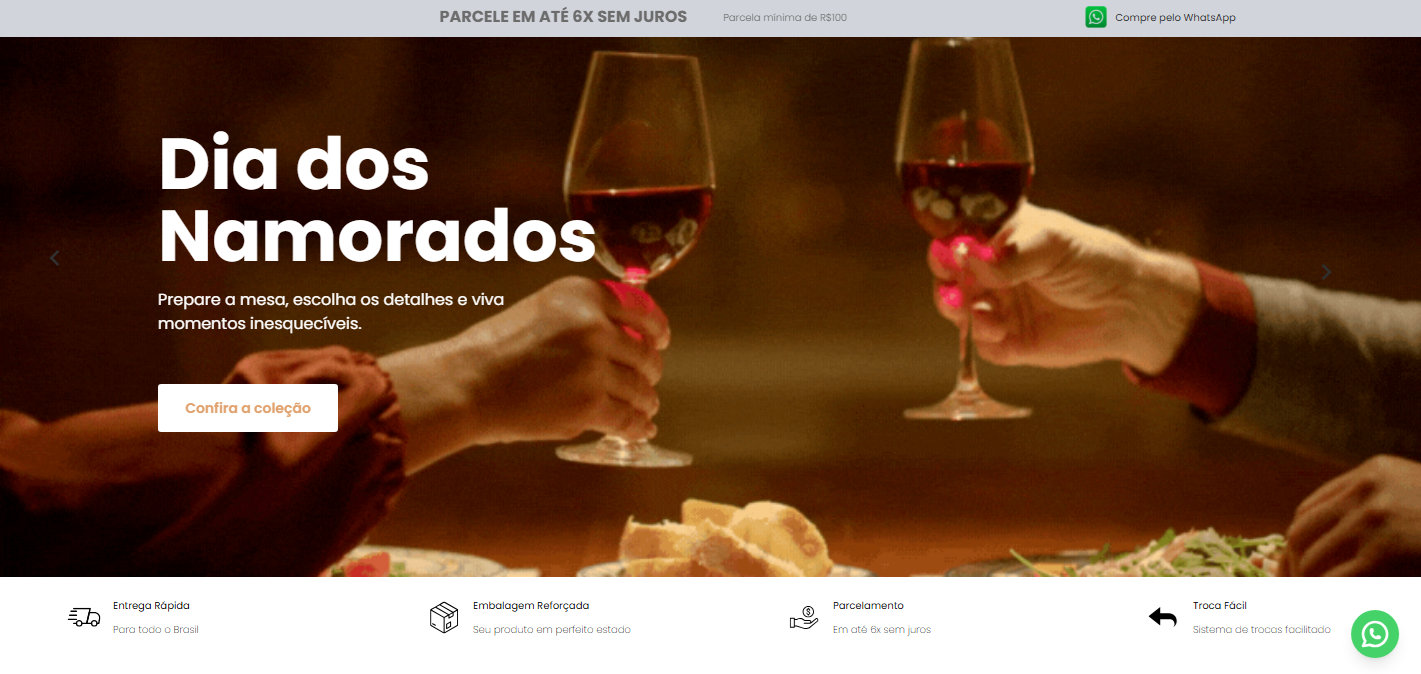 PARCELE EM ATÉ 6X SEM JUROS
Parcela mínima de R$100
Compre pelo WhatsApp
Dia dos
Namorados
Prepare a mesa, escolha os detalhes e viva
momentos inesquecíveis.
Confira a coleção
Entrega Rápida
Para todo o Brasil
Embalagem Reforçada
Seu produto em perfeito estado
Parcelamento
Em até 6x sem juros
Troca Fácil
Sistema de trocas facilitado